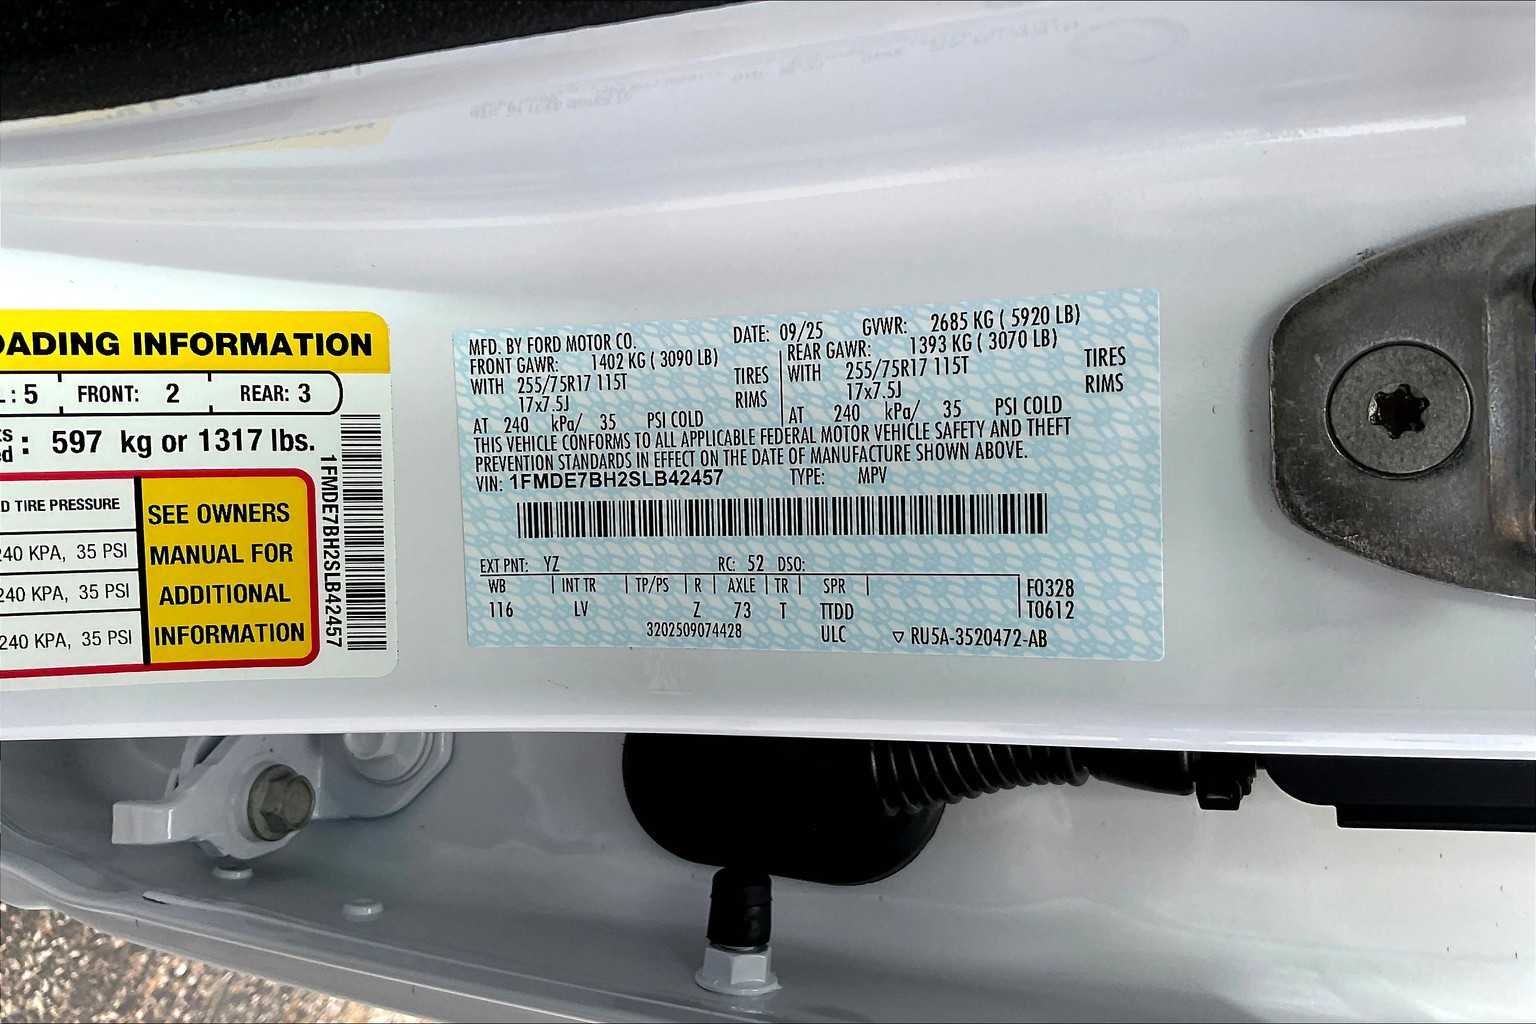 OADING INFORMATION
: 5 FRONT: 2 REAR: 3
: 597 kg or 1317 lbs.
TIRE PRESSURE
240 KPA, 35 PSI
240 KPA, 35 PSI
240 KPA, 35 PSI
SEE OWNERS
MANUAL FOR
ADDITIONAL
INFORMATION
1FMDE7BH2SLB42457
MFD. BY FORD MOTOR CO. DATE: 09/25 GVWR: 2685 KG ( 5920 LB)
FRONT GAWR: 1402 KG ( 3090 LB) REAR GAWR: 1393 KG ( 3070 LB)
WITH 255/75R17 115T TIRES WITH 255/75R17 115T TIRES
17x7.5J RIMS 17x7.5J RIMS
AT 240 kPa/ 35 PSI COLD AT 240 kPa/ 35 PSI COLD
THIS VEHICLE CONFORMS TO ALL APPLICABLE FEDERAL MOTOR VEHICLE SAFETY AND THEFT
PREVENTION STANDARDS IN EFFECT ON THE DATE OF MANUFACTURE SHOWN ABOVE.
VIN: 1FMDE7BH2SLB42457 TYPE: MPV
EXT PNT: YZ RC: 52 DSO:
WB INT TR TP/PS R AXLE TR SPR F0328
116 LV Z 73 T TTDD T0612
3202509074428 ULC ▽ RU5A-3520472-AB